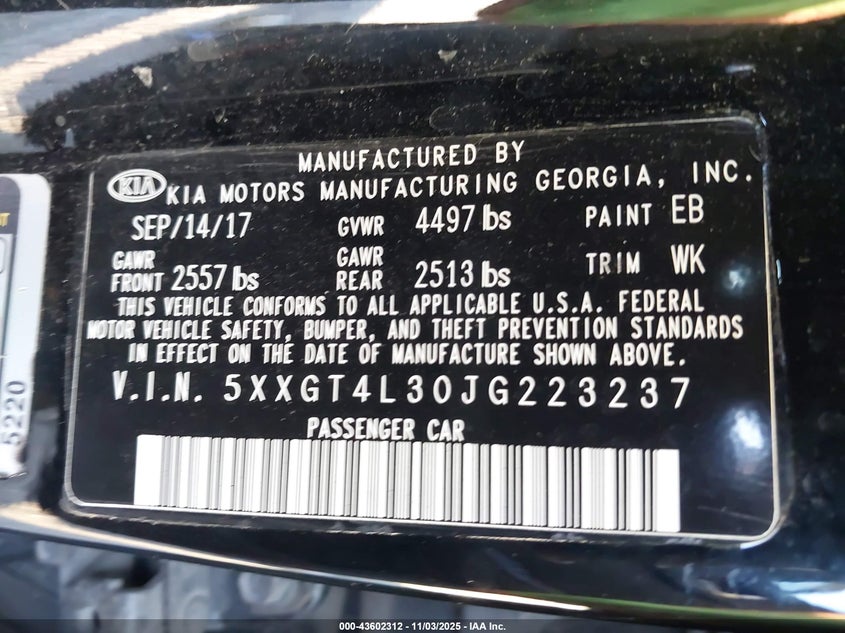 MANUFACTURED BY
KIA KIA MOTORS MANUFACTURING GEORGIA, INC.
SEP/14/17 GVWR 4497 lbs PAINT EB
GAWR FRONT 2557 lbs GAWR REAR 2513 lbs TRIM WK
THIS VEHICLE CONFORMS TO ALL APPLICABLE U.S.A. FEDERAL
MOTOR VEHICLE SAFETY, BUMPER, AND THEFT PREVENTION STANDARDS
IN EFFECT ON THE DATE OF MANUFACTURE SHOWN ABOVE.
V.I.N. 5XXGT4L30JG223237
PASSENGER CAR
5220
000-43602312 - 11/03/2025 - IAA Inc.